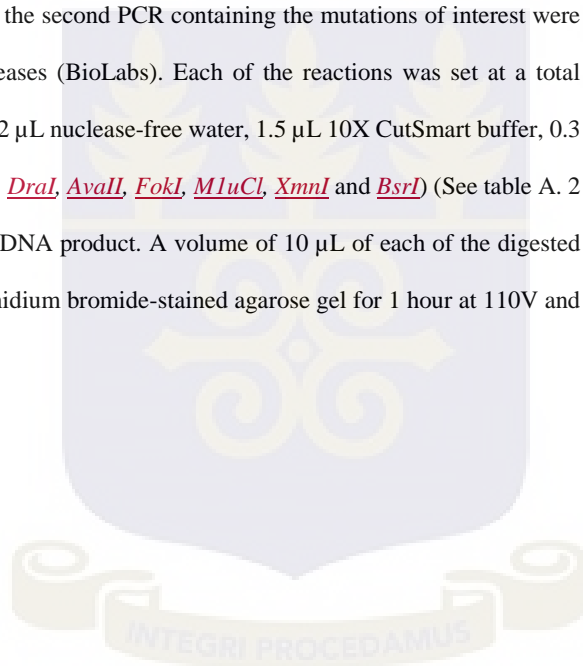 the second PCR containing the mutations of interest were
eases (BioLabs). Each of the reactions was set at a total
2 µL nuclease-free water, 1.5 µL 10X CutSmart buffer, 0.3
DraI, AvaII, FokI, M1uCl, XmnI and BsrI) (See table A. 2
DNA product. A volume of 10 µL of each of the digested
nidium bromide-stained agarose gel for 1 hour at 110V and
INTEGRI PROCEDAMUS